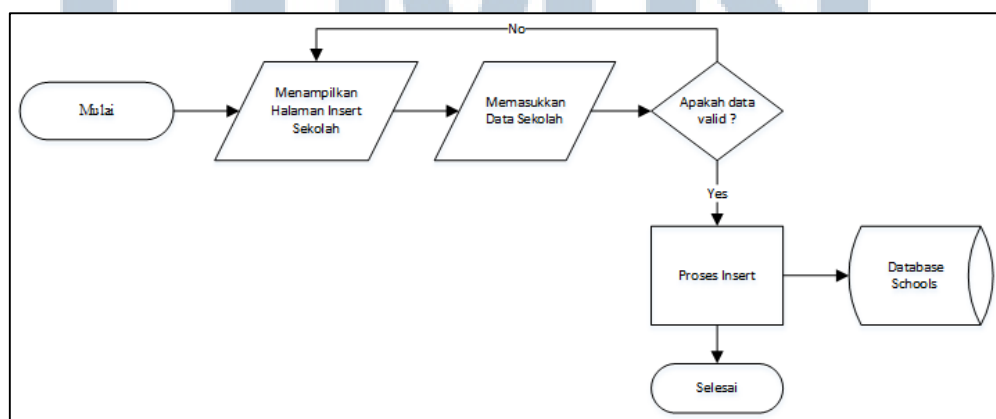 No
Mulai
Menampilkan
Halaman Insert
Sekolah
Memasukkan
Data Sekolah
Apakah data
valid ?
Yes
Proses Insert
Database
Schools
Selesai